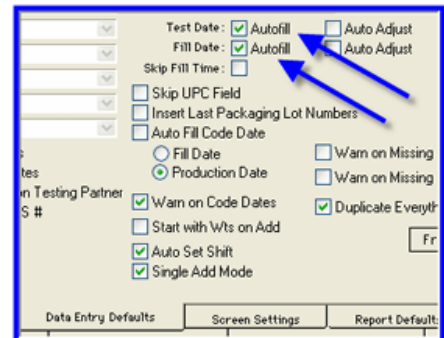 Test Date: Autofill Auto Adjust
Fill Date: Autofill Auto Adjust
Skip Fill Time:
Skip UPC Field
Insert Last Packaging Lot Numbers
Auto Fill Code Date
Fill Date Warn on Missing
Production Date Warn on Missing
Testing Partner
S # Warn on Code Dates Duplicate Everyth
Start with Wts on Add
Fr
Auto Set Shift
Single Add Mode
Data Entry Defaults Screen Settings Report Default